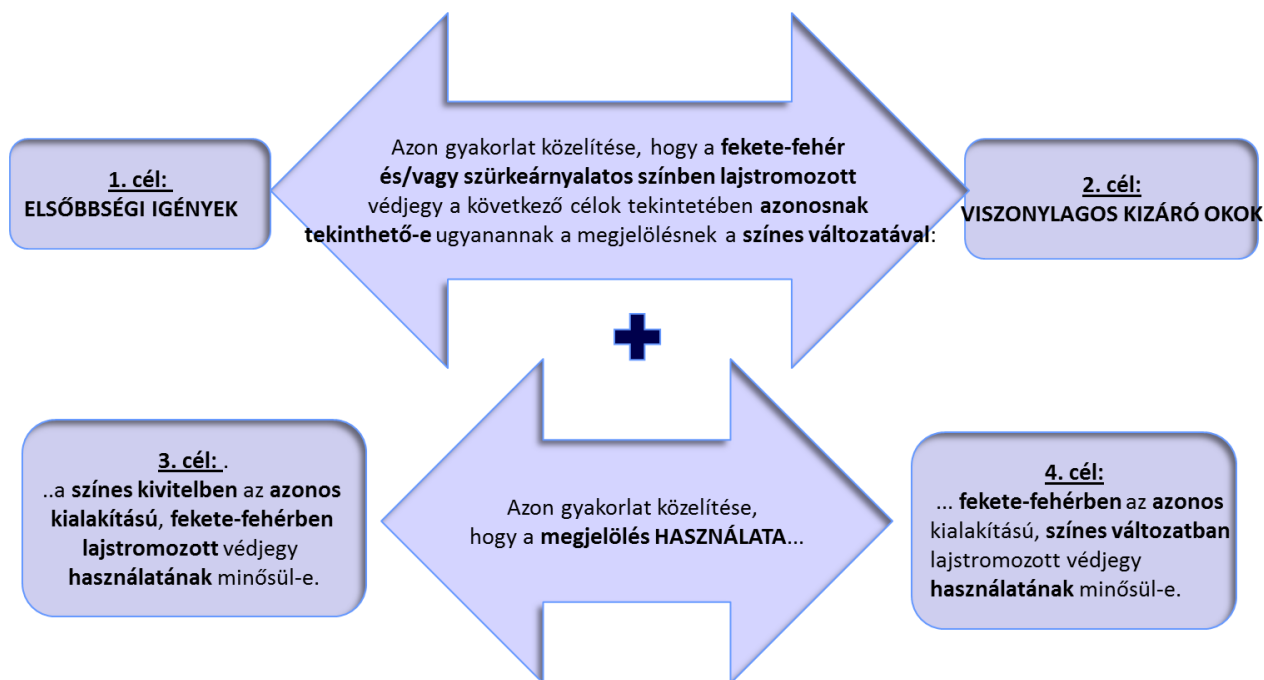 Azon gyakorlat közelítése, hogy a fekete-fehér
és/vagy szürkeárnyalatos színben lajstromozott
védjegy a következő célok tekintetében azonosnak
tekinthető-e ugyanannak a megjelölésnek a színes változatával:
1. cél:
ELSŐBBSÉGI IGÉNYEK
2. cél:
VISZONYLAGOS KIZÁRÓ OKOK
3. cél: .
..a színes kivitelben az azonos
kialakítású, fekete-fehérben
lajstromozott védjegy
használatának minősül-e.
Azon gyakorlat közelítése,
hogy a megjelölés HASZNÁLATA...
4. cél:
... fekete-fehérben az azonos
kialakítású, színes változatban
lajstromozott védjegy
használatának minősül-e.